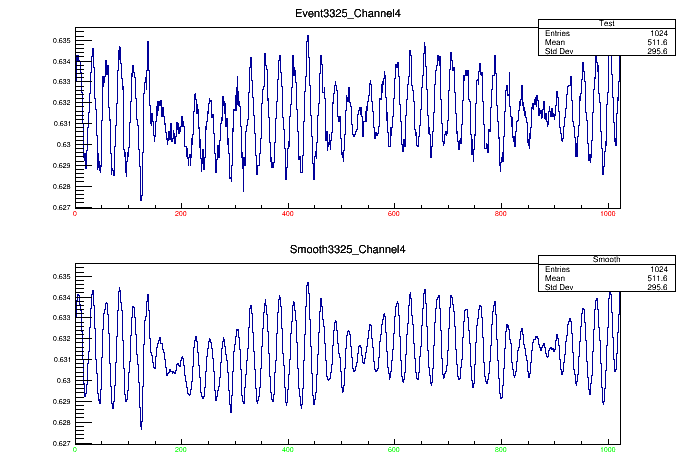 Event3325_Channel4
Test
Entries 1024
Mean 511.6
Std Dev 295.6
0.635
0.634
0.633
0.632
0.631
0.63
0.629
0.628
0.627
0 200 400 600 800 1000
Smooth3325_Channel4
Smooth
Entries 1024
Mean 511.6
Std Dev 295.6
0.635
0.634
0.633
0.632
0.631
0.63
0.629
0.628
0.627
0 200 400 600 800 1000